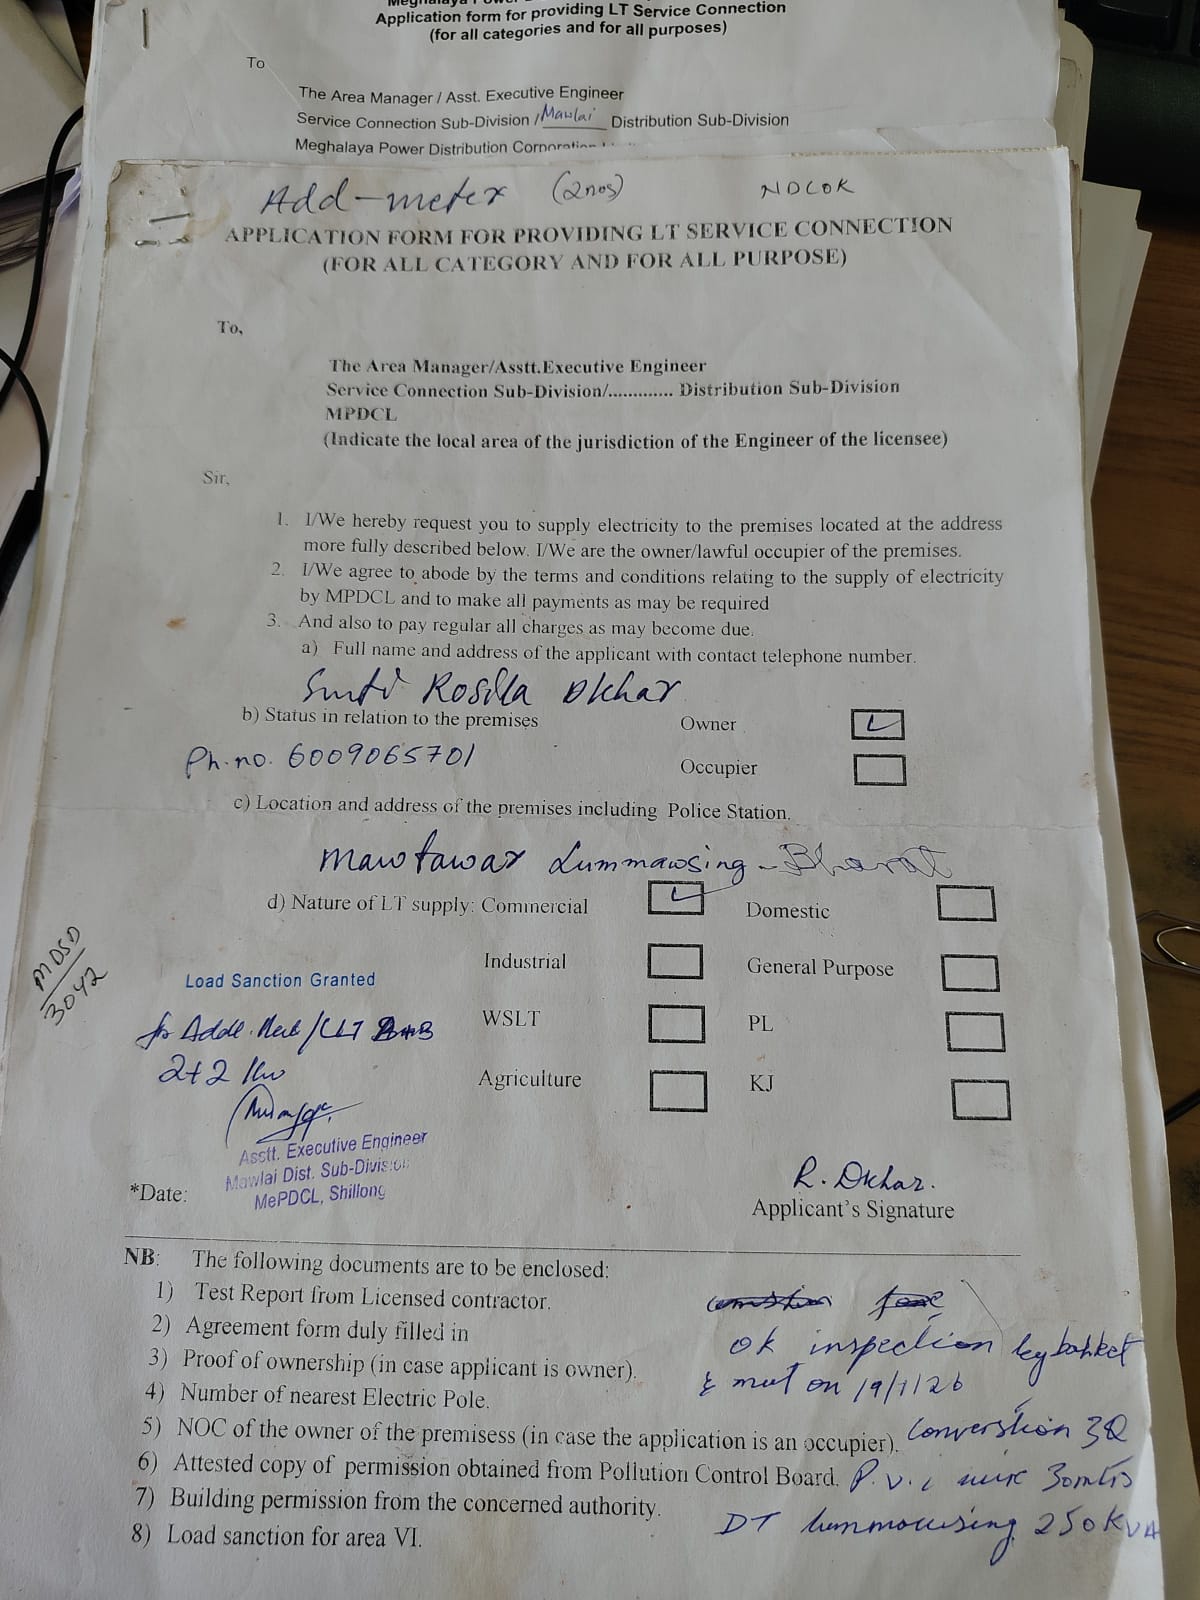 Application form for providing LT Service Connection
(for all categories and for all purposes)
To
The Area Manager / Asst. Executive Engineer
Service Connection Sub-Division / Mawlai Distribution Sub-Division
Meghalaya Power Distribution Corporation
Add-meter (2nos) NDCOK
APPLICATION FORM FOR PROVIDING LT SERVICE CONNECTION
(FOR ALL CATEGORY AND FOR ALL PURPOSE)
To,
The Area Manager/Asstt.Executive Engineer
Service Connection Sub-Division/............. Distribution Sub-Division
MPDCL
(Indicate the local area of the jurisdiction of the Engineer of the licensee)
Sir,
1. I/We hereby request you to supply electricity to the premises located at the address
more fully described below. I/We are the owner/lawful occupier of the premises.
2. I/We agree to abode by the terms and conditions relating to the supply of electricity
by MPDCL and to make all payments as may be required
3. And also to pay regular all charges as may become due.
a) Full name and address of the applicant with contact telephone number.
Smti Rosilla Dkhar
b) Status in relation to the premises Owner
Ph.no. 6009065701
Occupier
c) Location and address of the premises including Police Station.
Mawtawar Lummawsing - Bharat
d) Nature of LT supply: Commercial Domestic
MDSD
3042
Industrial General Purpose
Load Sanction Granted
WSLT PL
for Addl.
2+2 Kw
Agriculture KJ
Asstt. Executive Engineer
Mawlai Dist. Sub-Division
MePDCL, Shillong
*Date:
R. Dkhar.
Applicant's Signature
NB: The following documents are to be enclosed:
1) Test Report from Licensed contractor.
2) Agreement form duly filled in
3) Proof of ownership (in case applicant is owner).
4) Number of nearest Electric Pole.
5) NOC of the owner of the premisess (in case the application is an occupier).
6) Attested copy of permission obtained from Pollution Control Board.
7) Building permission from the concerned authority.
8) Load sanction for area VI.
OK inspection by
on 19/1/26
Converstion 3Q
P.V.C 30mtrs
DT lummawsing 250KVA